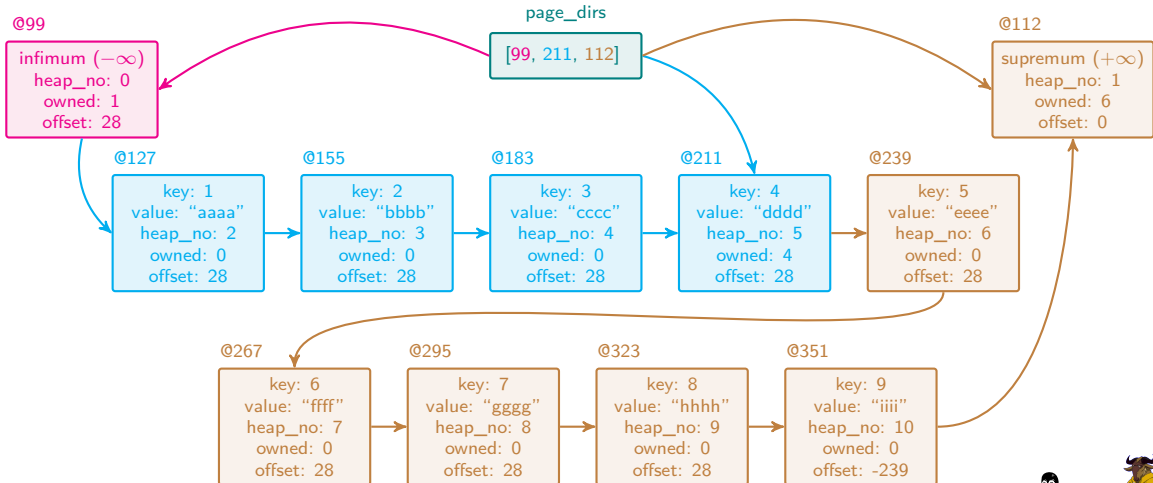 page_dirs
[99, 211, 112]
@99
infimum (−∞)
heap_no: 0
owned: 1
offset: 28
@112
supremum (+∞)
heap_no: 1
owned: 6
offset: 0
@127
key: 1
value: “aaaa”
heap_no: 2
owned: 0
offset: 28
@155
key: 2
value: “bbbb”
heap_no: 3
owned: 0
offset: 28
@183
key: 3
value: “cccc”
heap_no: 4
owned: 0
offset: 28
@211
key: 4
value: “dddd”
heap_no: 5
owned: 4
offset: 28
@239
key: 5
value: “eeee”
heap_no: 6
owned: 0
offset: 28
@267
key: 6
value: “ffff”
heap_no: 7
owned: 0
offset: 28
@295
key: 7
value: “gggg”
heap_no: 8
owned: 0
offset: 28
@323
key: 8
value: “hhhh”
heap_no: 9
owned: 0
offset: 28
@351
key: 9
value: “iiii”
heap_no: 10
owned: 0
offset: -239